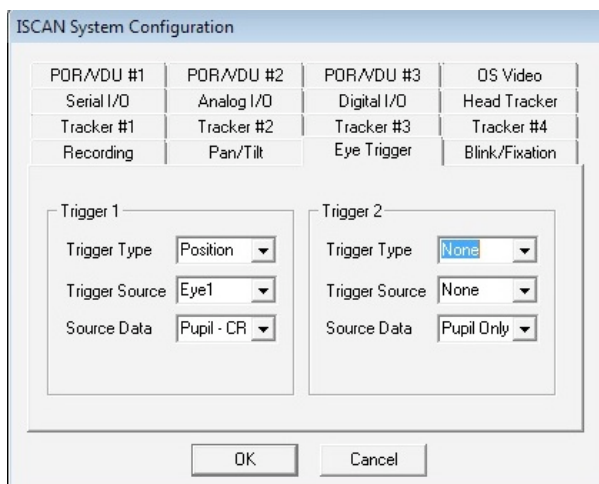 ISCAN System Configuration
POR/VDU #1 POR/VDU #2 POR/VDU #3 OS Video
Serial I/O Analog I/O Digital I/O Head Tracker
Tracker #1 Tracker #2 Tracker #3 Tracker #4
Recording Pan/Tilt Eye Trigger Blink/Fixation
Trigger 1 Trigger 2
Trigger Type Position Trigger Type None
Trigger Source Eye1 Trigger Source None
Source Data Pupil - CR Source Data Pupil Only
OK Cancel